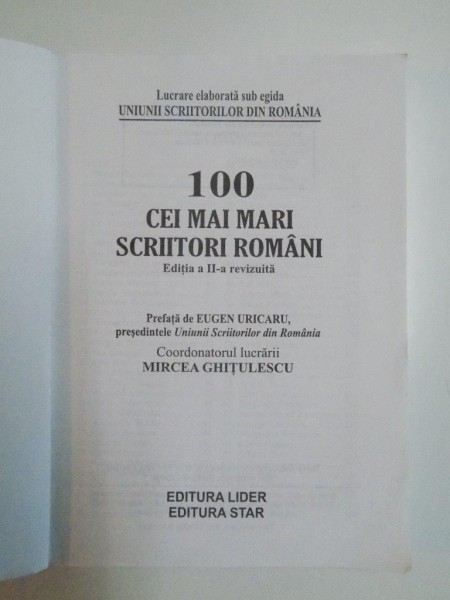 Lucrare elaborată sub egida
UNIUNII SCRIITORILOR DIN ROMÂNIA
100
CEI MAI MARI
SCRIITORI ROMÂNI
Ediția a II-a revizuită
Prefață de EUGEN URICARU,
președintele Uniunii Scriitorilor din România
Coordonatorul lucrării
MIRCEA GHIȚULESCU
EDITURA LIDER
EDITURA STAR